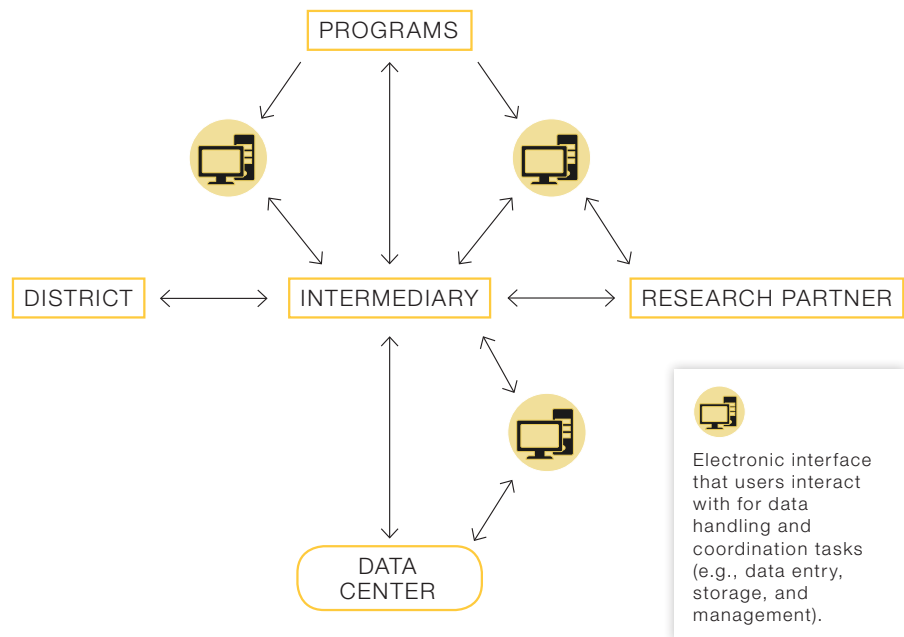 PROGRAMS
DISTRICT
INTERMEDIARY
RESEARCH PARTNER
DATA
CENTER
Electronic interface
that users interact
with for data
handling and
coordination tasks
(e.g., data entry,
storage, and
management).